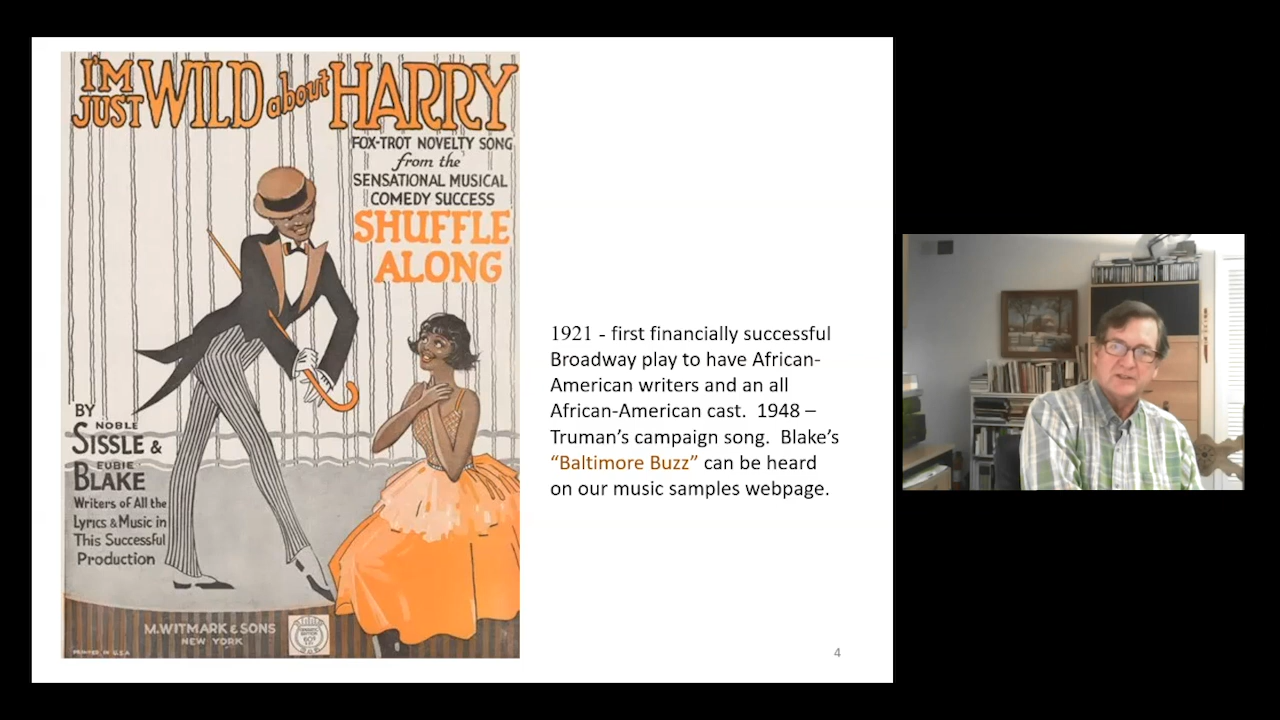 I'M
JUST WILD about HARRY
FOX-TROT NOVELTY SONG
from the
SENSATIONAL MUSICAL
COMEDY SUCCESS
SHUFFLE
ALONG
BY
NOBLE
SISSLE &
EUBIE
BLAKE
Writers of All the
Lyrics & Music in
This Successful
Production
M. WITMARK & SONS
NEW YORK
PRINTED IN U.S.A
1921 - first financially successful
Broadway play to have African-
American writers and an all
African-American cast. 1948 –
Truman’s campaign song. Blake’s
“Baltimore Buzz” can be heard
on our music samples webpage.
4